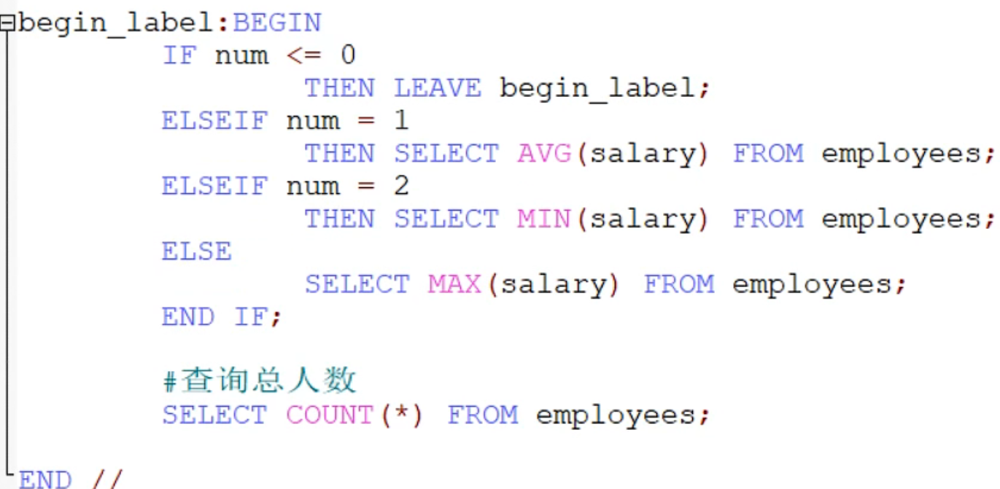 begin_label:BEGIN
IF num <= 0
THEN LEAVE begin_label;
ELSEIF num = 1
THEN SELECT AVG(salary) FROM employees;
ELSEIF num = 2
THEN SELECT MIN(salary) FROM employees;
ELSE
SELECT MAX(salary) FROM employees;
END IF;
#查询总人数
SELECT COUNT(*) FROM employees;
END //